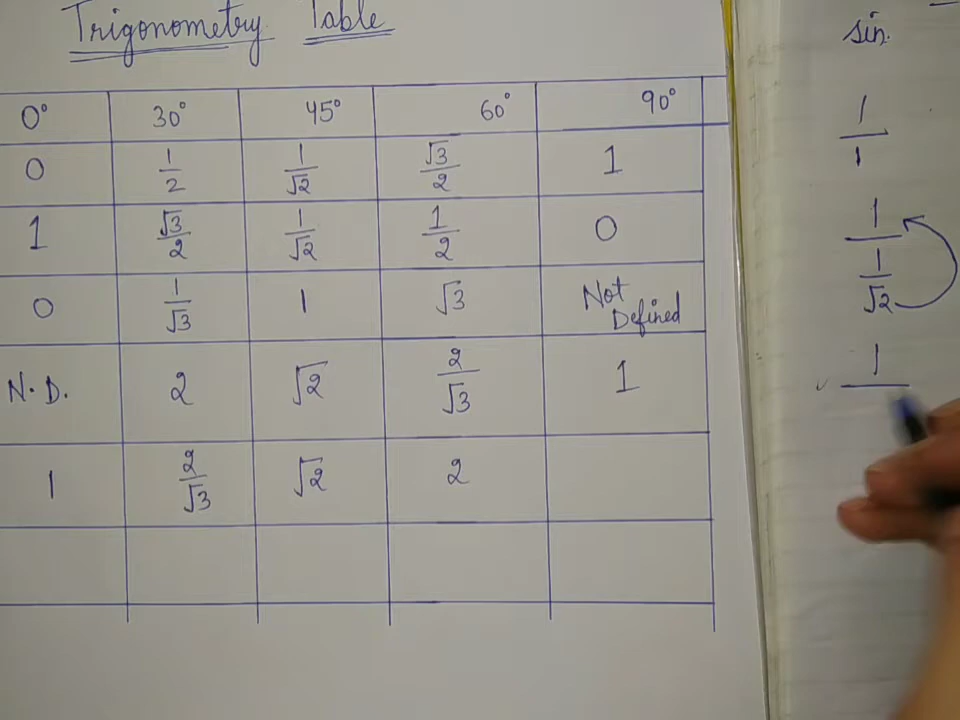 Trigonometry Table
0° 30° 45° 60° 90°
0 1/2 1/√2 √3/2 1
1 √3/2 1/√2 1/2 0
0 1/√3 1 √3 Not Defined
N.D. 2 √2 2/√3 1
1 2/√3 √2 2
sin
1/1
1/(1/√2)
1